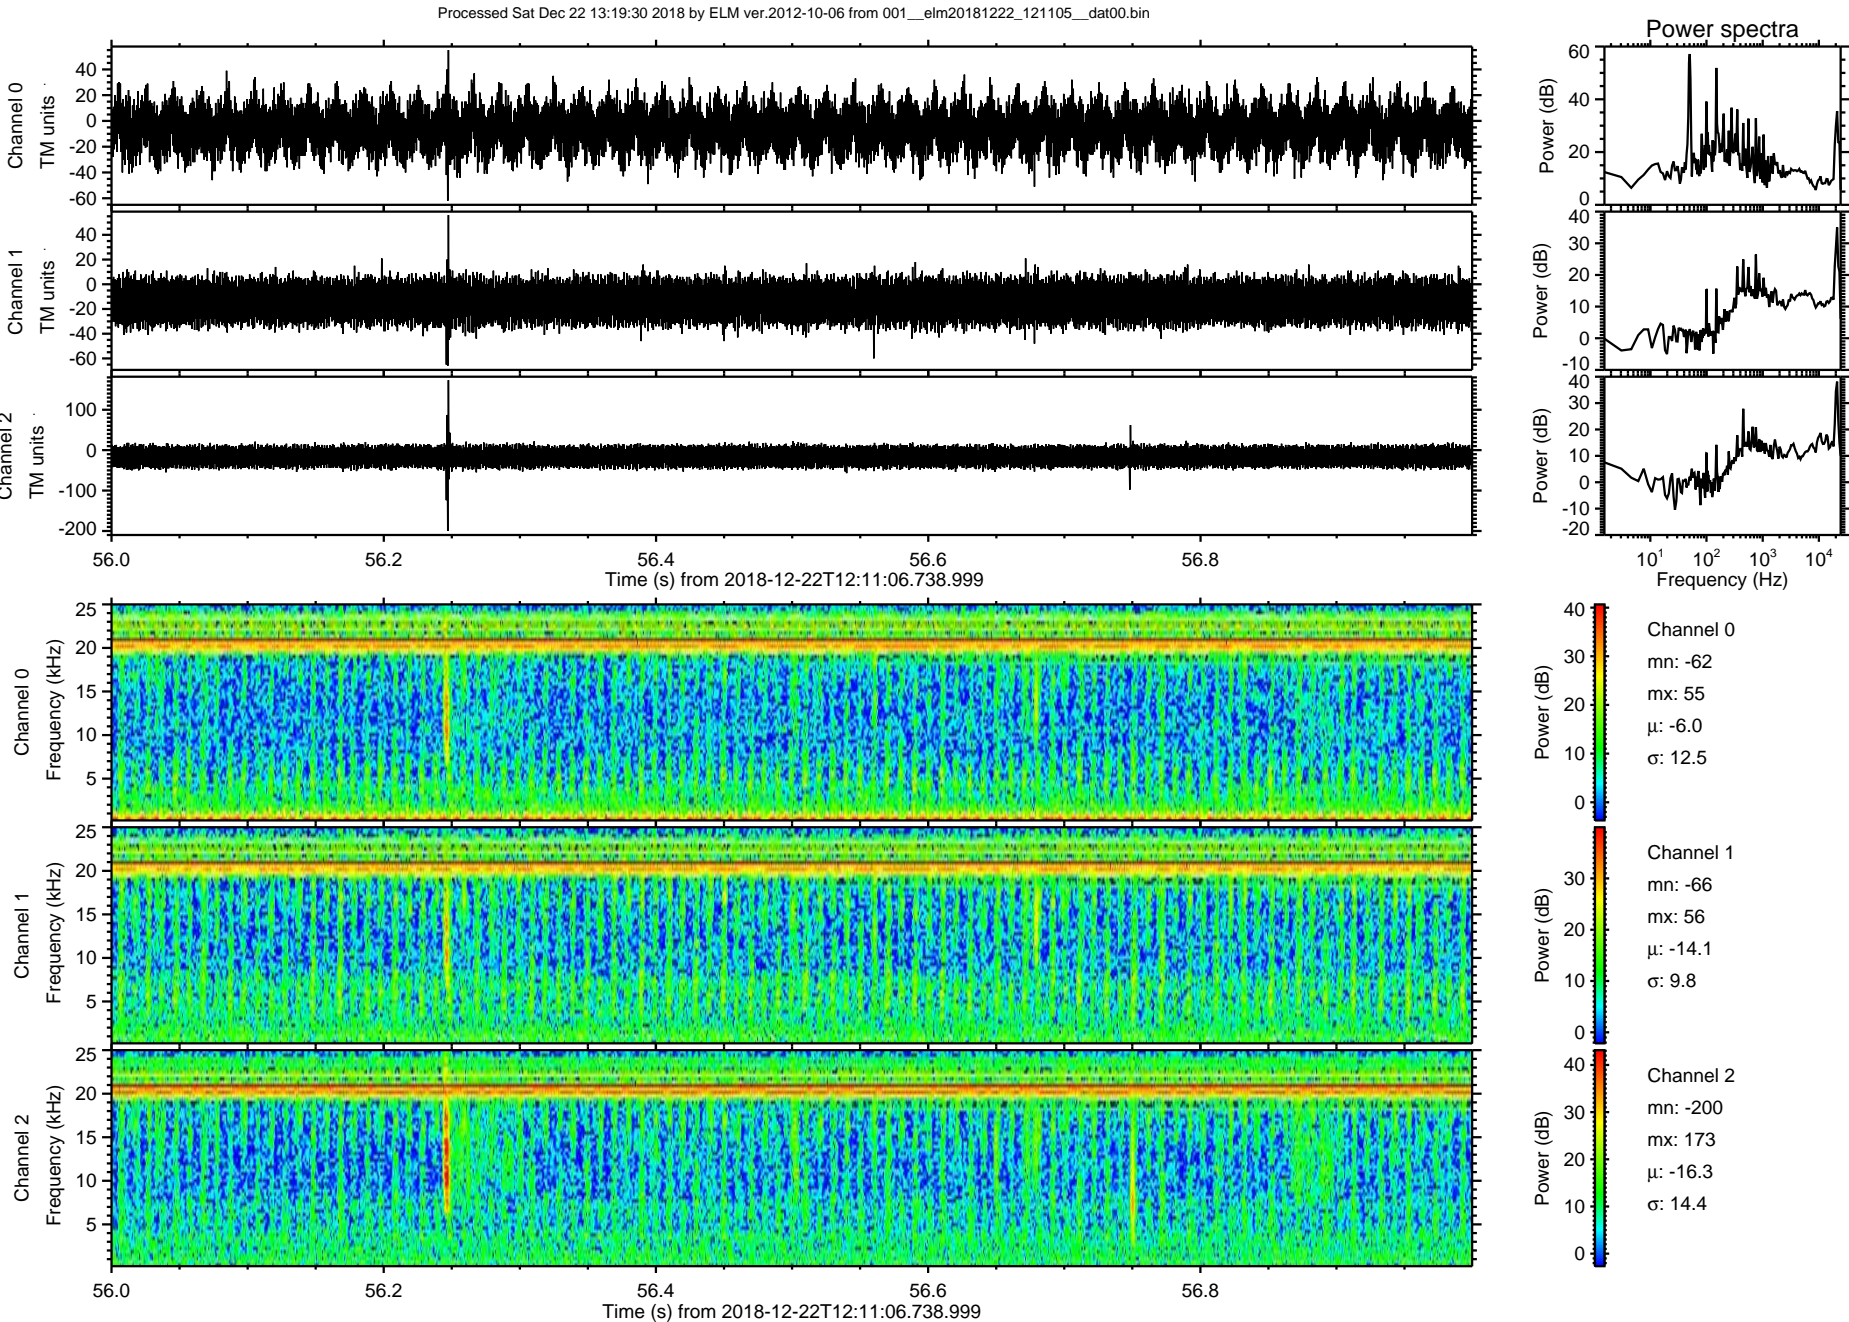 Processed Sat Dec 22 13:19:30 2018 by ELM ver.2012-10-06 from 001__elm20181222_121105__dat00.bin
Power spectra
Channel 0
TM units
40
20
0
-20
-40
-60
Power (dB)
60
40
20
0
Channel 1
TM units
40
20
0
-20
-40
-60
Power (dB)
40
30
20
10
0
-10
Channel 2
TM units
100
0
-100
-200
Power (dB)
40
30
20
10
0
-10
-20
56.0 56.2 56.4 56.6 56.8
Time (s) from 2018-12-22T12:11:06.738.999
10^1 10^2 10^3 10^4
Frequency (Hz)
Channel 0
Frequency (kHz)
25
20
15
10
5
Power (dB)
40
30
20
10
0
Channel 0
mn: -62
mx: 55
μ: -6.0
σ: 12.5
Channel 1
Frequency (kHz)
25
20
15
10
5
Power (dB)
30
20
10
0
Channel 1
mn: -66
mx: 56
μ: -14.1
σ: 9.8
Channel 2
Frequency (kHz)
25
20
15
10
5
Power (dB)
40
30
20
10
0
Channel 2
mn: -200
mx: 173
μ: -16.3
σ: 14.4
56.0 56.2 56.4 56.6 56.8
Time (s) from 2018-12-22T12:11:06.738.999